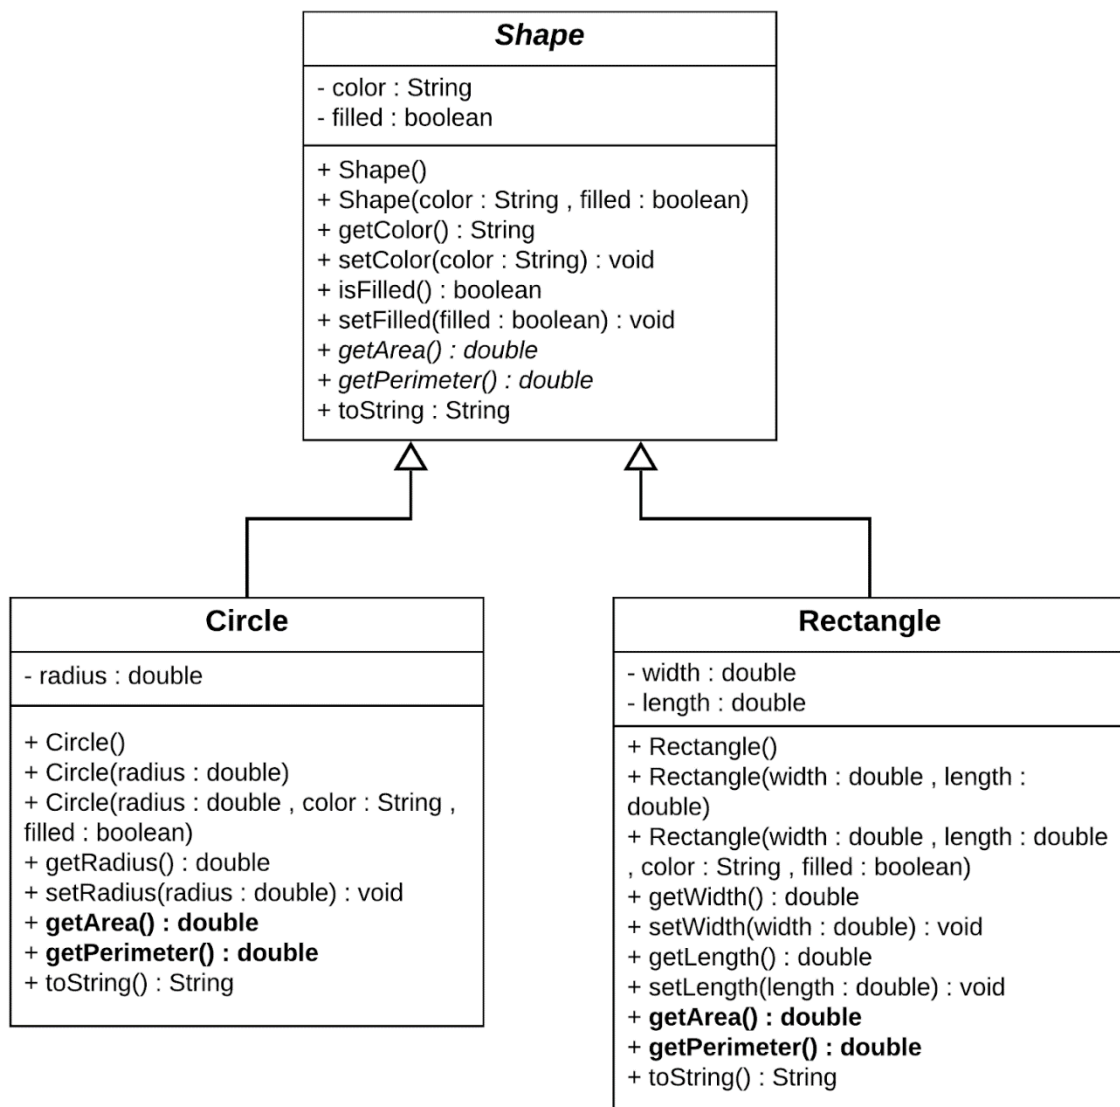 Shape
- color : String
- filled : boolean
+ Shape()
+ Shape(color : String , filled : boolean)
+ getColor() : String
+ setColor(color : String) : void
+ isFilled() : boolean
+ setFilled(filled : boolean) : void
+ getArea() : double
+ getPerimeter() : double
+ toString : String
Circle
- radius : double
+ Circle()
+ Circle(radius : double)
+ Circle(radius : double , color : String ,
filled : boolean)
+ getRadius() : double
+ setRadius(radius : double) : void
+ getArea() : double
+ getPerimeter() : double
+ toString() : String
Rectangle
- width : double
- length : double
+ Rectangle()
+ Rectangle(width : double , length :
double)
+ Rectangle(width : double , length : double
, color : String , filled : boolean)
+ getWidth() : double
+ setWidth(width : double) : void
+ getLength() : double
+ setLength(length : double) : void
+ getArea() : double
+ getPerimeter() : double
+ toString() : String